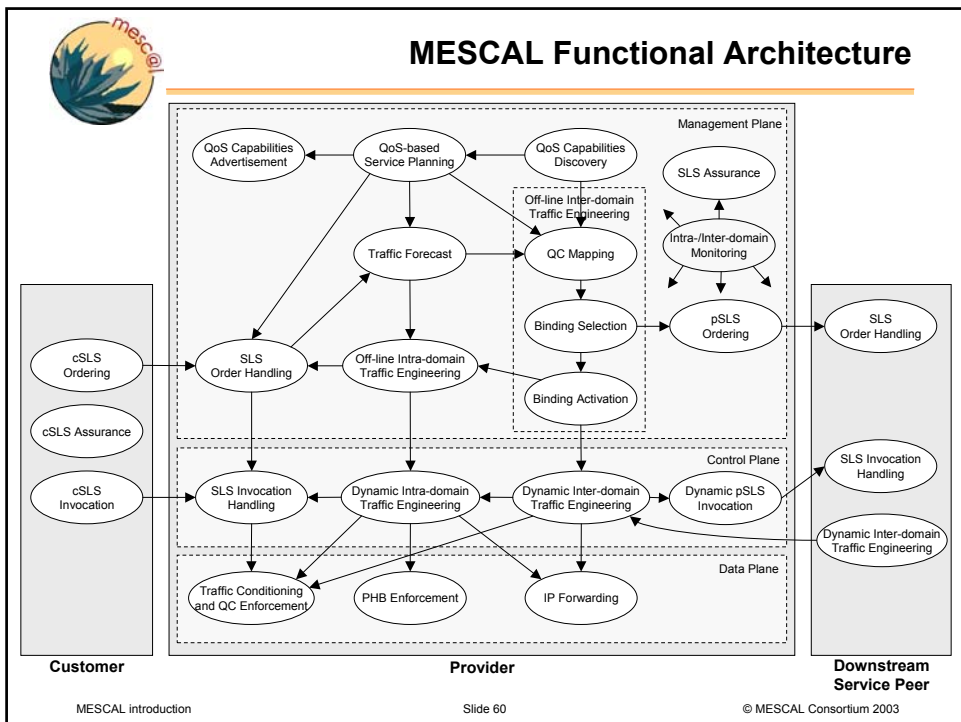 mesc@l
MESCAL Functional Architecture
Management Plane
QoS Capabilities
Advertisement
QoS-based
Service Planning
QoS Capabilities
Discovery
SLS Assurance
Off-line Inter-domain
Traffic Engineering
Traffic Forecast
QC Mapping
Intra-/Inter-domain
Monitoring
cSLS
Ordering
SLS
Order Handling
Off-line Intra-domain
Traffic Engineering
Binding Selection
pSLS
Ordering
SLS
Order Handling
Binding Activation
cSLS Assurance
Control Plane
cSLS
Invocation
SLS Invocation
Handling
Dynamic Intra-domain
Traffic Engineering
Dynamic Inter-domain
Traffic Engineering
Dynamic pSLS
Invocation
SLS Invocation
Handling
Dynamic Inter-domain
Traffic Engineering
Data Plane
Traffic Conditioning
and QC Enforcement
PHB Enforcement
IP Forwarding
Customer
Provider
Downstream
Service Peer
MESCAL introduction
Slide 60
© MESCAL Consortium 2003